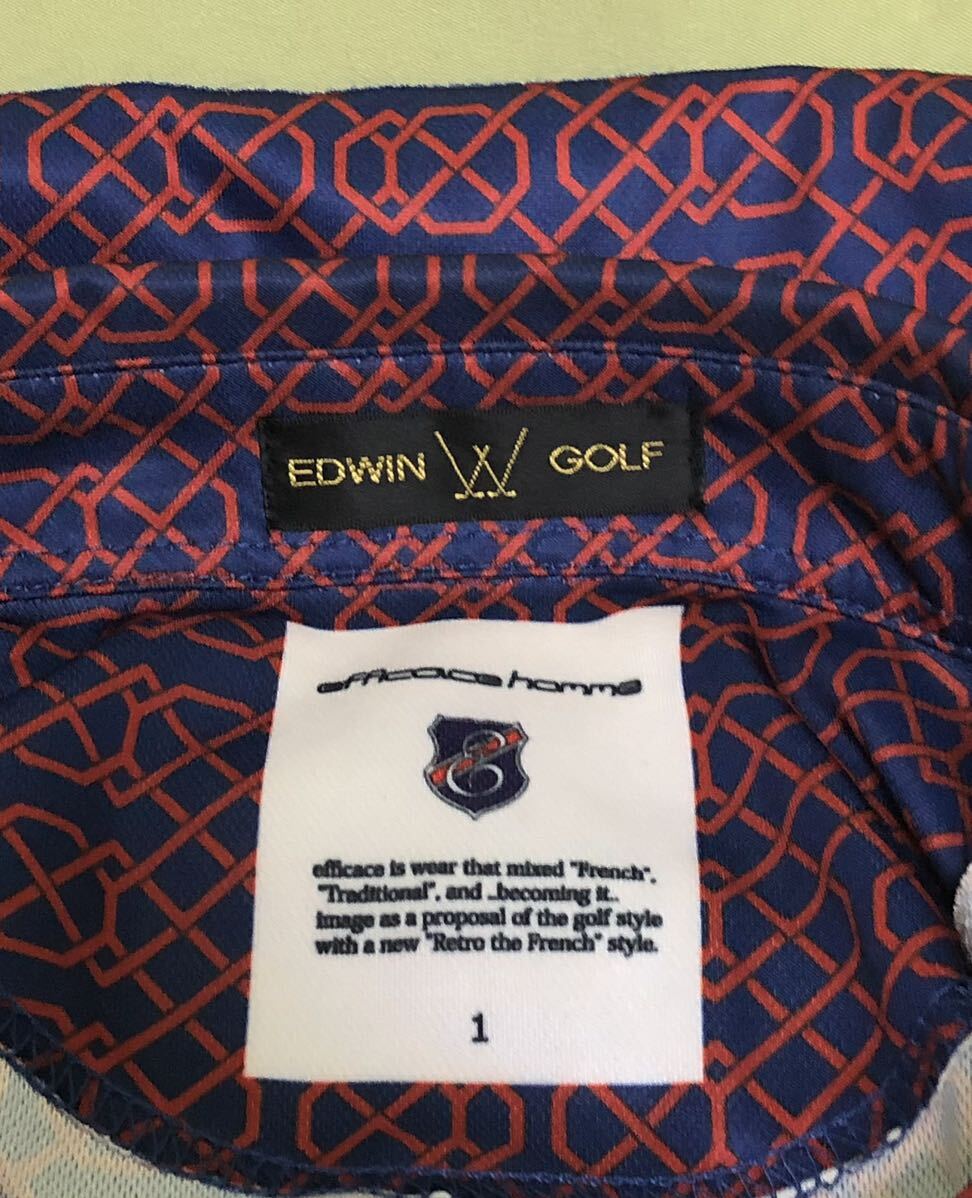 EDWIN GOLF
efficace homme
efficace is wear that mixed "French".
"Traditional". and ..becoming it..
image as a proposal of the golf style
with a new "Retro the French" style.
1